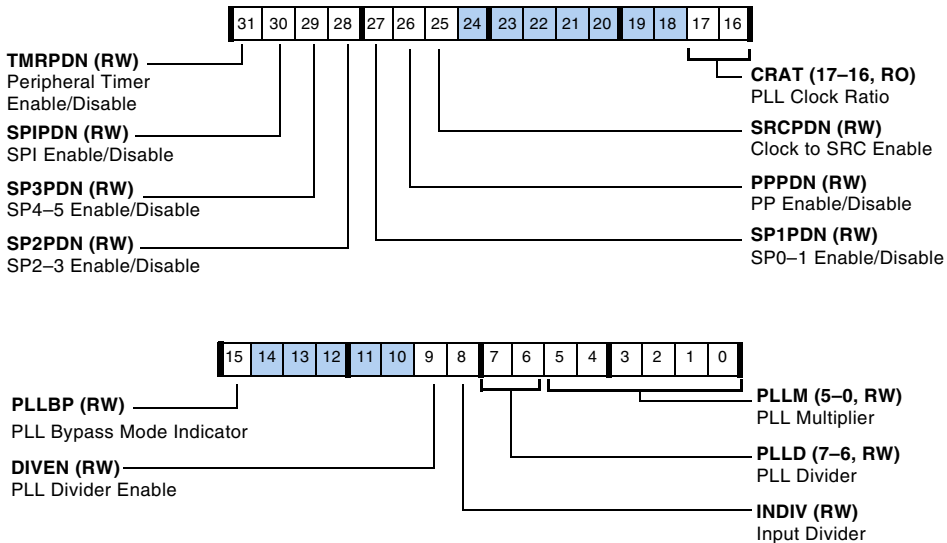 31 30 29 28 27 26 25 24 23 22 21 20 19 18 17 16
TMRPDN (RW)
Peripheral Timer
Enable/Disable
SPIPDN (RW)
SPI Enable/Disable
SP3PDN (RW)
SP4–5 Enable/Disable
SP2PDN (RW)
SP2–3 Enable/Disable
CRAT (17–16, RO)
PLL Clock Ratio
SRCPDN (RW)
Clock to SRC Enable
PPPDN (RW)
PP Enable/Disable
SP1PDN (RW)
SP0–1 Enable/Disable
15 14 13 12 11 10 9 8 7 6 5 4 3 2 1 0
PLLBP (RW)
PLL Bypass Mode Indicator
DIVEN (RW)
PLL Divider Enable
PLLM (5–0, RW)
PLL Multiplier
PLLD (7–6, RW)
PLL Divider
INDIV (RW)
Input Divider